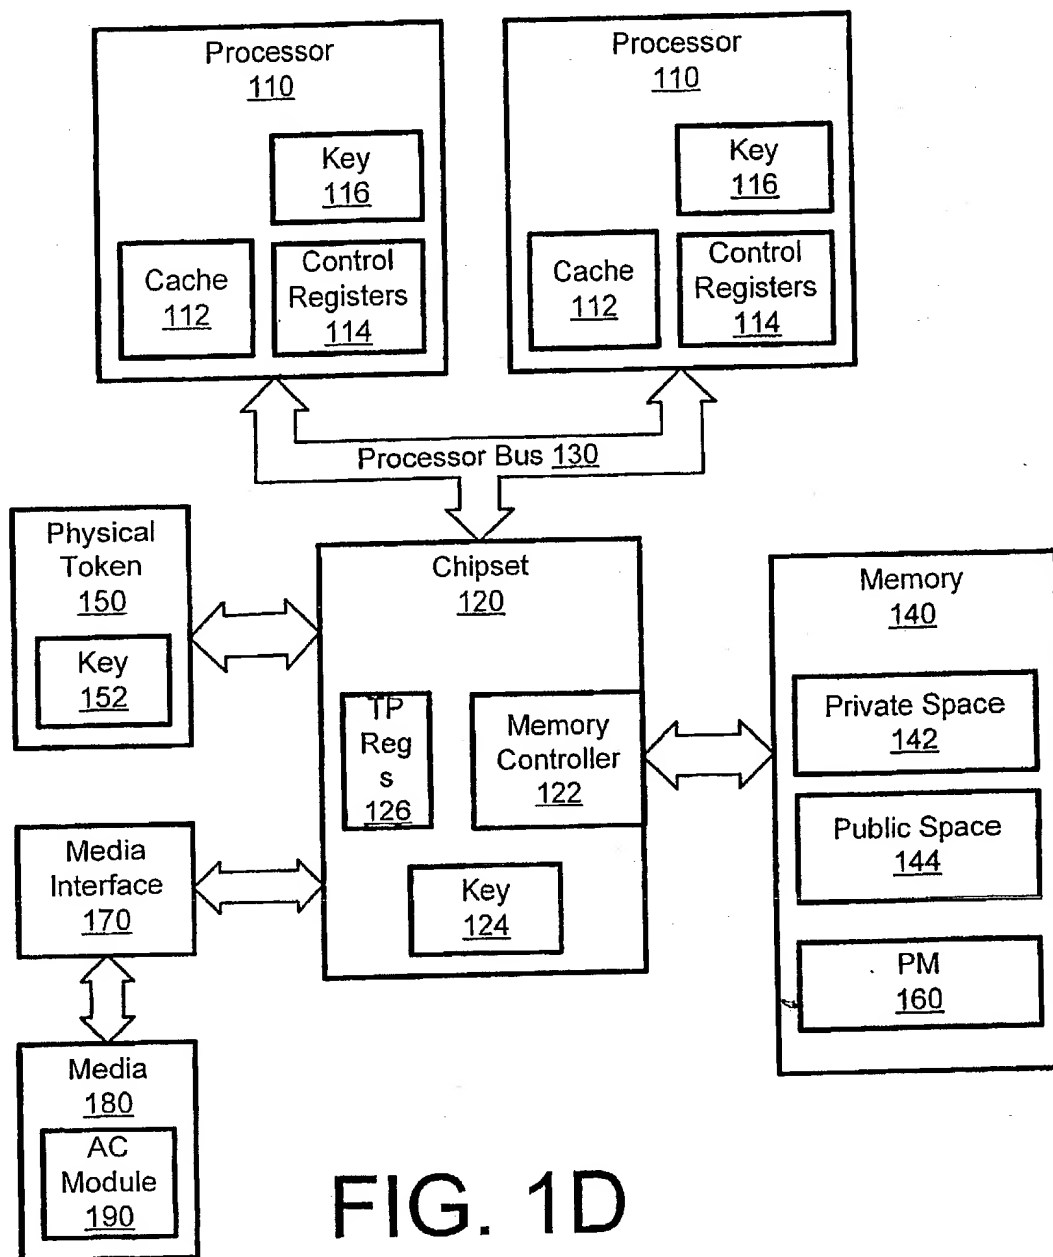 Processor
110
Key
116
Cache
112
Control
Registers
114
Processor
110
Key
116
Cache
112
Control
Registers
114
Processor Bus 130
Physical
Token
150
Key
152
Chipset
120
TP
Reg
s
126
Memory
Controller
122
Key
124
Memory
140
Private Space
142
Public Space
144
PM
160
Media
Interface
170
Media
180
AC
Module
190
FIG. 1D